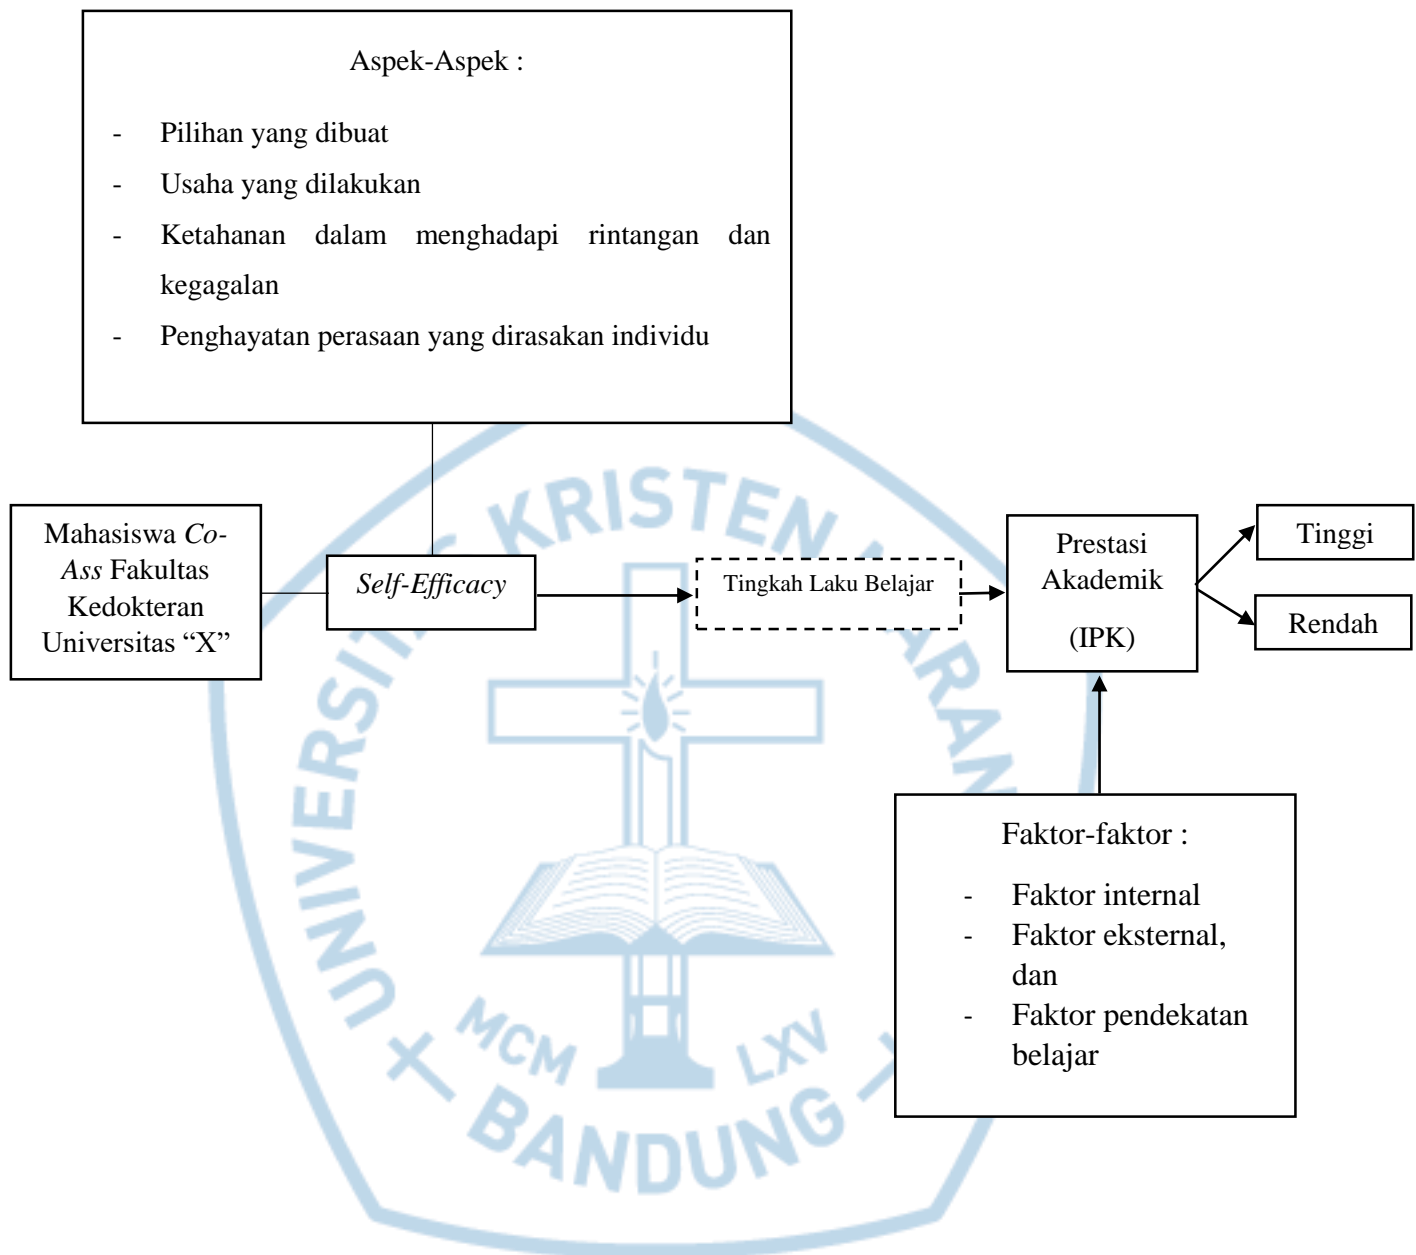 Aspek-Aspek :
- Pilihan yang dibuat
- Usaha yang dilakukan
- Ketahanan dalam menghadapi rintangan dan
kegagalan
- Penghayatan perasaan yang dirasakan individu
Mahasiswa Co-
Ass Fakultas
Kedokteran
Universitas “X”
Self-Efficacy
Tingkah Laku Belajar
Prestasi
Akademik
(IPK)
Tinggi
Rendah
Faktor-faktor :
- Faktor internal
- Faktor eksternal,
dan
- Faktor pendekatan
belajar
KRISTEN
MCM LXV
BANDUNG